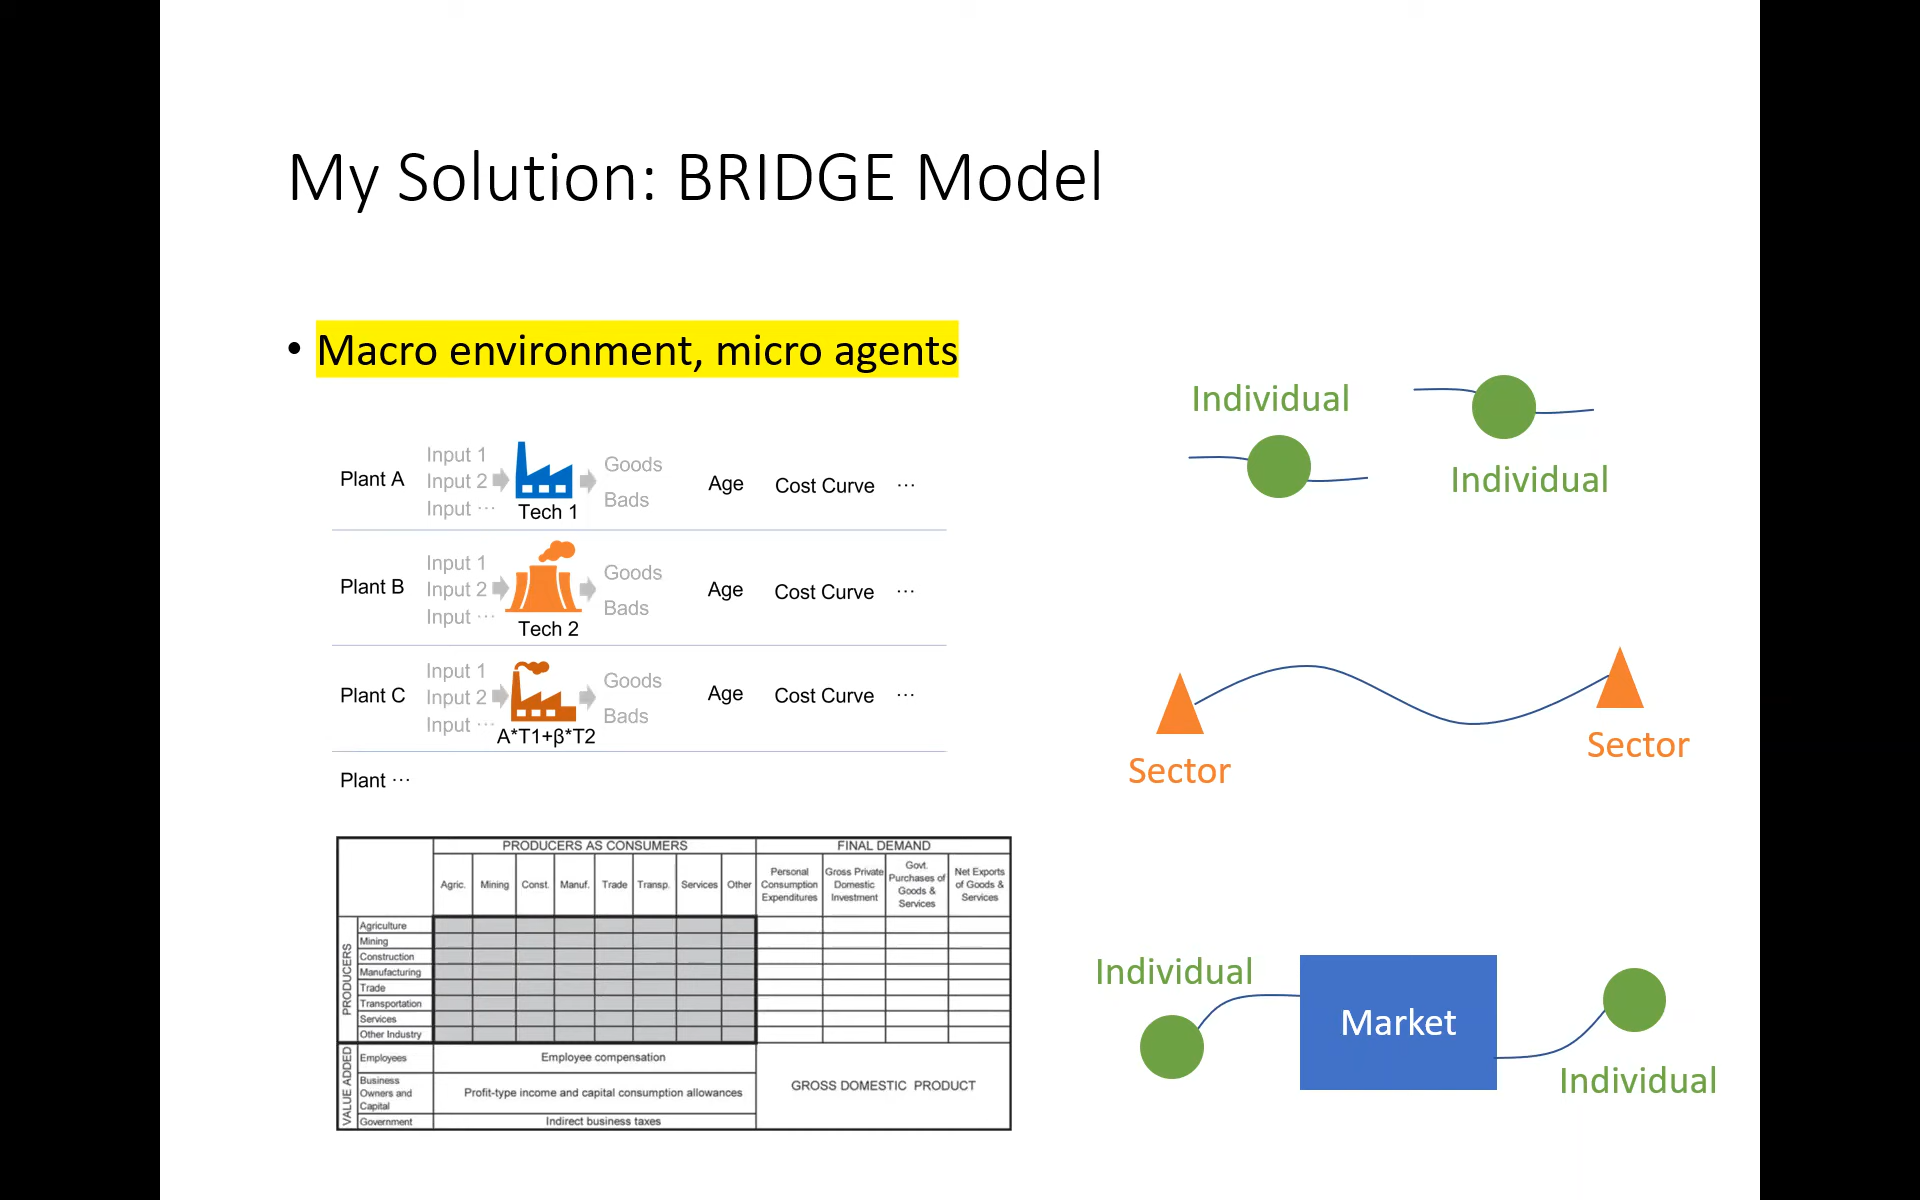 My Solution: BRIDGE Model
• Macro environment, micro agents
Plant A
Input 1
Input 2
Input ⋯
Tech 1
Goods
Bads
Age
Cost Curve
⋯
Plant B
Input 1
Input 2
Input ⋯
Tech 2
Goods
Bads
Age
Cost Curve
⋯
Plant C
Input 1
Input 2
Input ⋯
A*T1+β*T2
Goods
Bads
Age
Cost Curve
⋯
Plant ⋯
PRODUCERS AS CONSUMERS
FINAL DEMAND
Agric.
Mining
Const.
Manuf.
Trade
Transp.
Services
Other
Personal
Consumption
Expenditures
Gross Private
Domestic
Investment
Govt.
Purchases of
Goods &
Services
Net Exports
of Goods &
Services
PRODUCERS
Agriculture
Mining
Construction
Manufacturing
Trade
Transportation
Services
Other Industry
VALUE ADDED
Employees
Employee compensation
Business
Owners and
Capital
Profit-type income and capital consumption allowances
Government
Indirect business taxes
GROSS DOMESTIC PRODUCT
Individual
Individual
Sector
Sector
Individual
Market
Individual